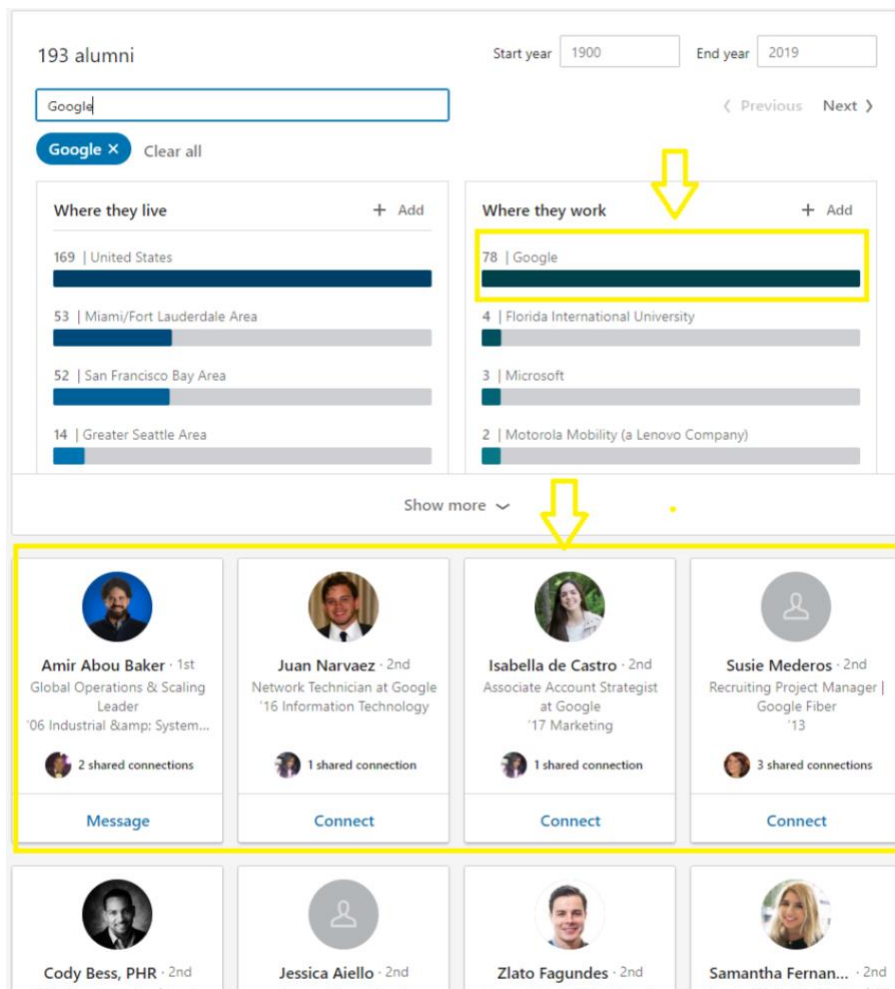 193 alumni
Start year 1900 End year 2019
Google
Previous Next
Google × Clear all
Where they live + Add
169 | United States
53 | Miami/Fort Lauderdale Area
52 | San Francisco Bay Area
14 | Greater Seattle Area
Where they work + Add
78 | Google
4 | Florida International University
3 | Microsoft
2 | Motorola Mobility (a Lenovo Company)
Show more
Amir Abou Baker · 1st
Global Operations & Scaling
Leader
'06 Industrial &amp; System...
2 shared connections
Message
Juan Narvaez · 2nd
Network Technician at Google
'16 Information Technology
1 shared connection
Connect
Isabella de Castro · 2nd
Associate Account Strategist
at Google
'17 Marketing
1 shared connection
Connect
Susie Mederos · 2nd
Recruiting Project Manager |
Google Fiber
'13
3 shared connections
Connect
Cody Bess, PHR · 2nd
Jessica Aiello · 2nd
Zlato Fagundes · 2nd
Samantha Fernan... · 2nd